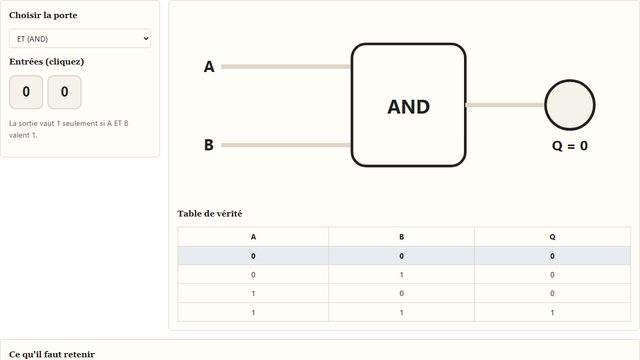 Choisir la porte
ET (AND)
Entrées (cliquez)
0 0
La sortie vaut 1 seulement si A ET B
valent 1.
A
B
AND
Q = 0
Table de vérité
A B Q
0 0 0
0 1 0
1 0 0
1 1 1
Ce qu'il faut retenir